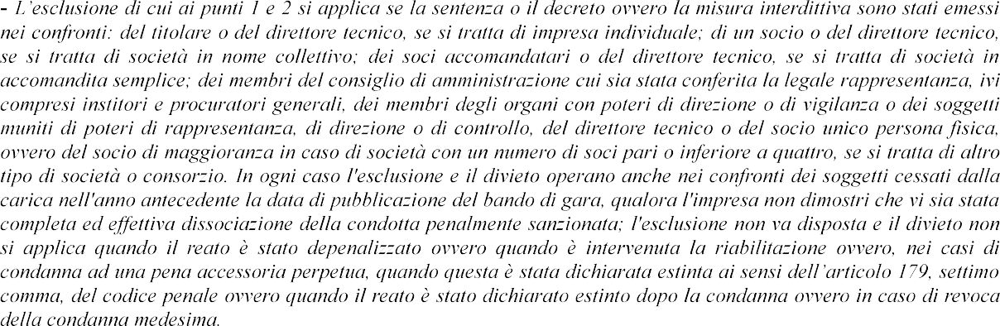 - L’esclusione di cui ai punti 1 e 2 si applica se la sentenza o il decreto ovvero la misura interdittiva sono stati emessi
nei confronti: del titolare o del direttore tecnico, se si tratta di impresa individuale; di un socio o del direttore tecnico,
se si tratta di società in nome collettivo; dei soci accomandatari o del direttore tecnico, se si tratta di società in
accomandita semplice; dei membri del consiglio di amministrazione cui sia stata conferita la legale rappresentanza, ivi
compresi institori e procuratori generali, dei membri degli organi con poteri di direzione o di vigilanza o dei soggetti
muniti di poteri di rappresentanza, di direzione o di controllo, del direttore tecnico o del socio unico persona fisica,
ovvero del socio di maggioranza in caso di società con un numero di soci pari o inferiore a quattro, se si tratta di altro
tipo di società o consorzio. In ogni caso l'esclusione e il divieto operano anche nei confronti dei soggetti cessati dalla
carica nell'anno antecedente la data di pubblicazione del bando di gara, qualora l'impresa non dimostri che vi sia stata
completa ed effettiva dissociazione della condotta penalmente sanzionata; l'esclusione non va disposta e il divieto non
si applica quando il reato è stato depenalizzato ovvero quando è intervenuta la riabilitazione ovvero, nei casi di
condanna ad una pena accessoria perpetua, quando questa è stata dichiarata estinta ai sensi dell’articolo 179, settimo
comma, del codice penale ovvero quando il reato è stato dichiarato estinto dopo la condanna ovvero in caso di revoca
della condanna medesima.